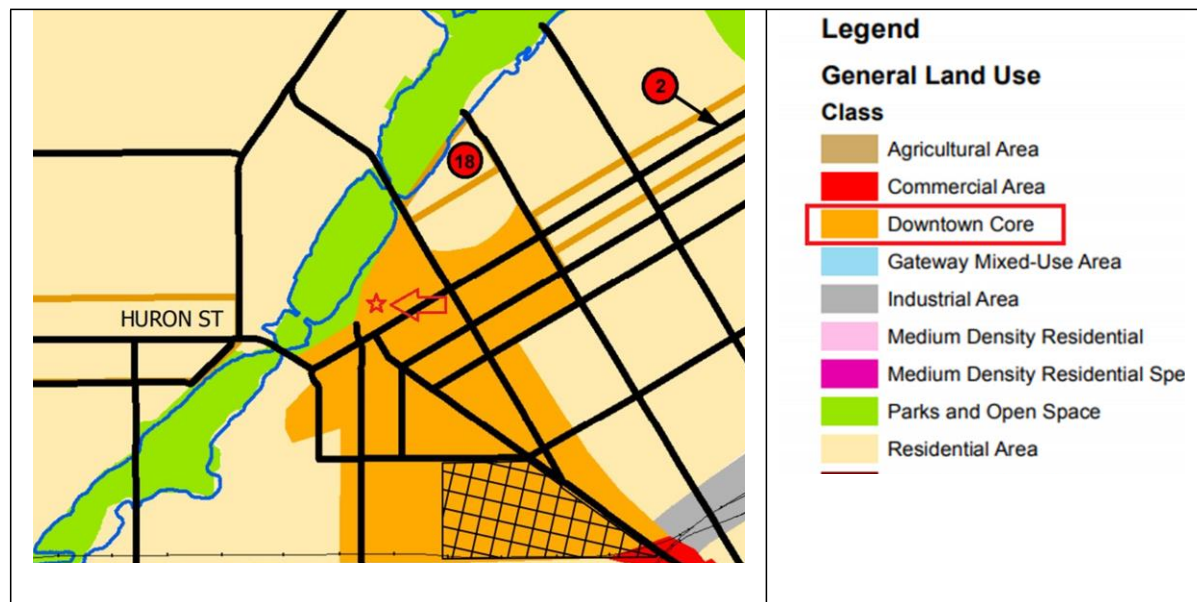 2
18
HURON ST
Legend
General Land Use
Class
Agricultural Area
Commercial Area
Downtown Core
Gateway Mixed-Use Area
Industrial Area
Medium Density Residential
Medium Density Residential Spe
Parks and Open Space
Residential Area